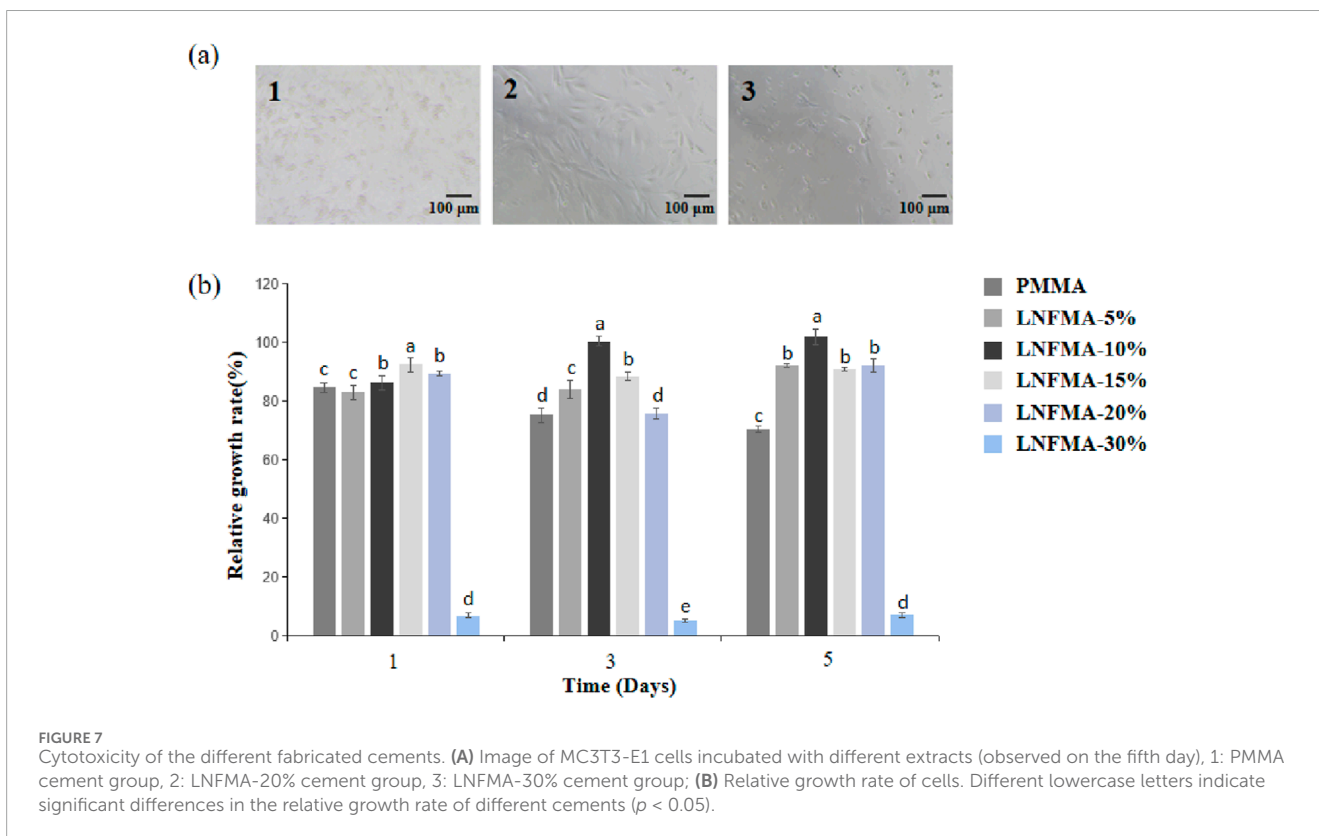 (a)
1 2 3
100 μm 100 μm 100 μm
(b)
120
100
80
60
40
20
0
Relative growth rate(%)
c c b a b d
d c a b d e
c b a b b d
1 3 5
Time (Days)
PMMA
LNFMA-5%
LNFMA-10%
LNFMA-15%
LNFMA-20%
LNFMA-30%
FIGURE 7
Cytotoxicity of the different fabricated cements. (A) Image of MC3T3-E1 cells incubated with different extracts (observed on the fifth day), 1: PMMA
cement group, 2: LNFMA-20% cement group, 3: LNFMA-30% cement group; (B) Relative growth rate of cells. Different lowercase letters indicate
significant differences in the relative growth rate of different cements (p < 0.05).